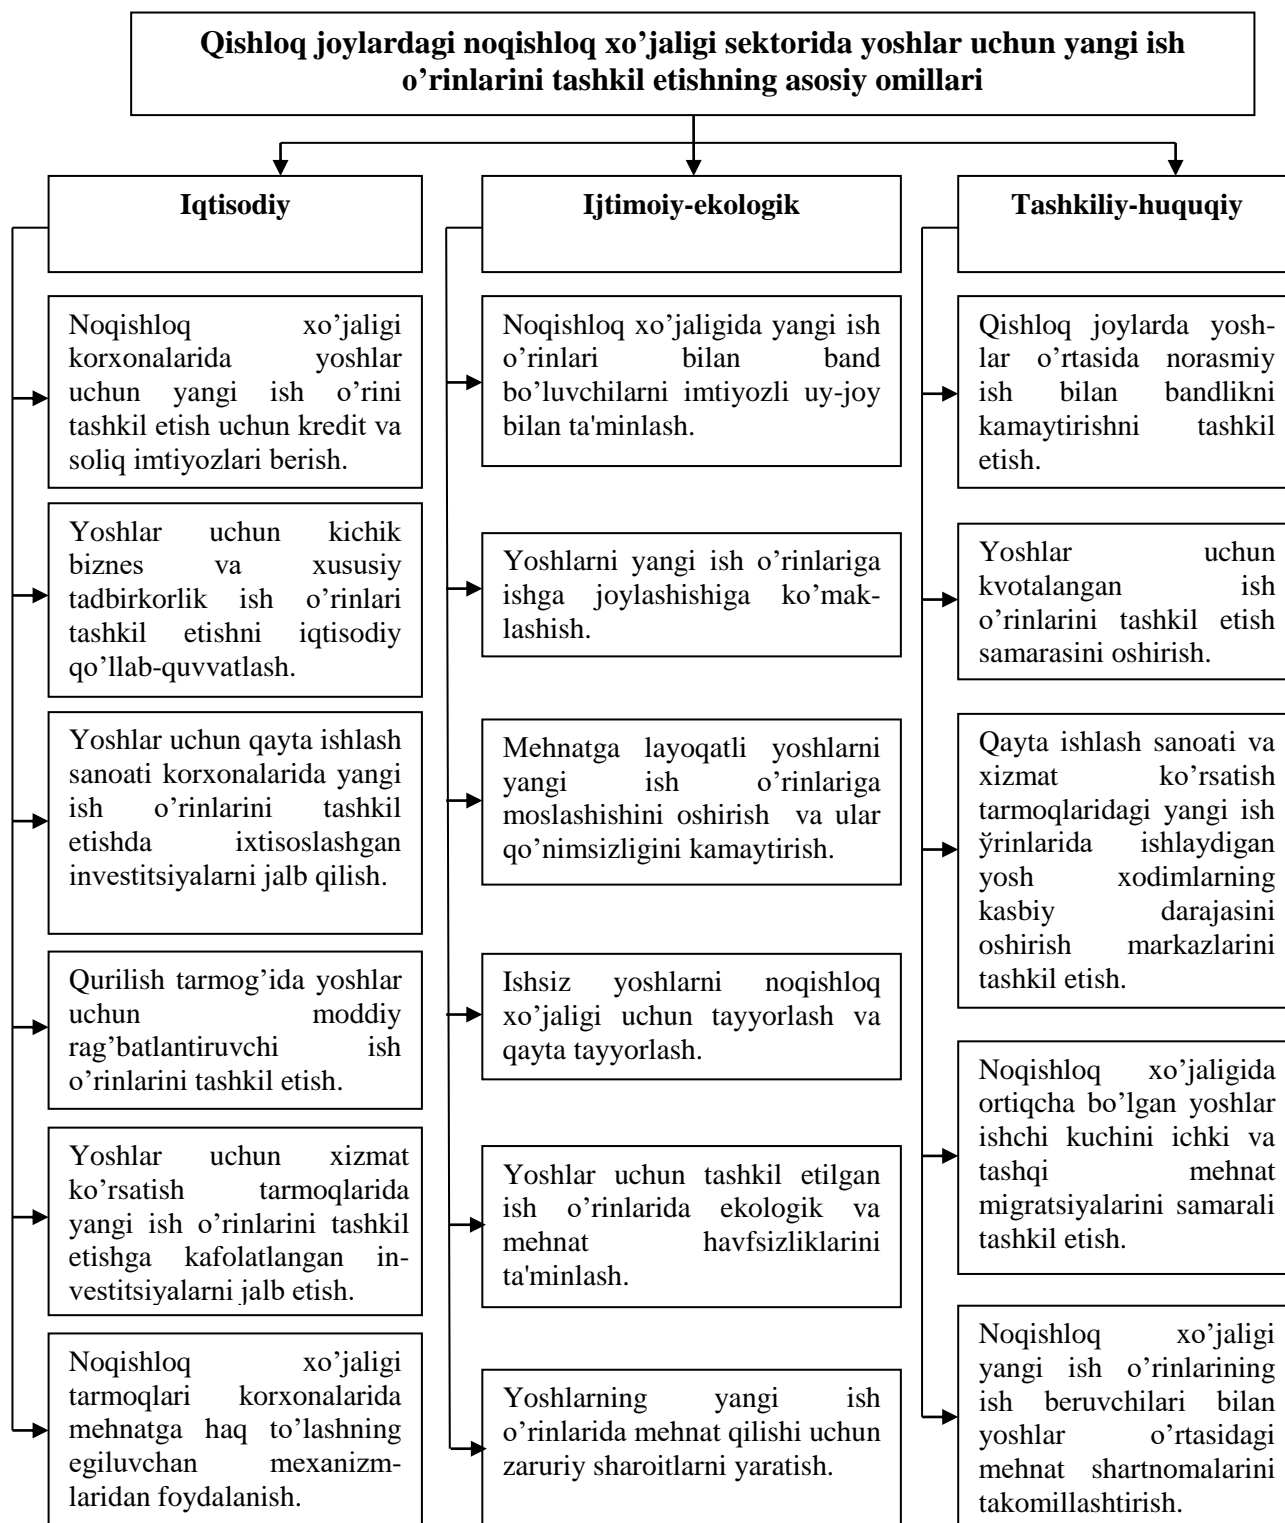 Qishloq joylardagi noqishloq xo’jaligi sektorida yoshlar uchun yangi ish
o’rinlarini tashkil etishning asosiy omillari
Iqtisodiy
Noqishloq xo’jaligi
korxonalarida yoshlar
uchun yangi ish o’rini
tashkil etish uchun kredit va
soliq imtiyozlari berish.
Yoshlar uchun kichik
biznes va xususiy
tadbirkorlik ish o’rinlari
tashkil etishni iqtisodiy
qo’llab-quvvatlash.
Yoshlar uchun qayta ishlash
sanoati korxonalarida yangi
ish o’rinlarini tashkil
etishda ixtisoslashgan
investitsiyalarni jalb qilish.
Qurilish tarmog’ida yoshlar
uchun moddiy
rag’batlantiruvchi ish
o’rinlarini tashkil etish.
Yoshlar uchun xizmat
ko’rsatish tarmoqlarida
yangi ish o’rinlarini tashkil
etishga kafolatlangan in-
vestitsiyalarni jalb etish.
Noqishloq xo’jaligi
tarmoqlari korxonalarida
mehnatga haq to’lashning
egiluvchan mexanizm-
laridan foydalanish.
Ijtimoiy-ekologik
Noqishloq xo’jaligida yangi ish
o’rinlari bilan band
bo’luvchilarni imtiyozli uy-joy
bilan ta'minlash.
Yoshlarni yangi ish o’rinlariga
ishga joylashishiga ko’mak-
lashish.
Mehnatga layoqatli yoshlarni
yangi ish o’rinlariga
moslashishini oshirish va ular
qo’nimsizligini kamaytirish.
Ishsiz yoshlarni noqishloq
xo’jaligi uchun tayyorlash va
qayta tayyorlash.
Yoshlar uchun tashkil etilgan
ish o’rinlarida ekologik va
mehnat havfsizliklarini
ta'minlash.
Yoshlarning yangi ish
o’rinlarida mehnat qilishi uchun
zaruriy sharoitlarni yaratish.
Tashkiliy-huquqiy
Qishloq joylarda yosh-
lar o’rtasida norasmiy
ish bilan bandlikni
kamaytirishni tashkil
etish.
Yoshlar uchun
kvotalangan ish
o’rinlarini tashkil etish
samarasini oshirish.
Qayta ishlash sanoati va
xizmat ko’rsatish
tarmoqlaridagi yangi ish
ўrinlarida ishlaydigan
yosh xodimlarning
kasbiy darajasini
oshirish markazlarini
tashkil etish.
Noqishloq xo’jaligida
ortiqcha bo’lgan yoshlar
ishchi kuchini ichki va
tashqi mehnat
migratsiyalarini samarali
tashkil etish.
Noqishloq xo’jaligi
yangi ish o’rinlarining
ish beruvchilari bilan
yoshlar o’rtasidagi
mehnat shartnomalarini
takomillashtirish.